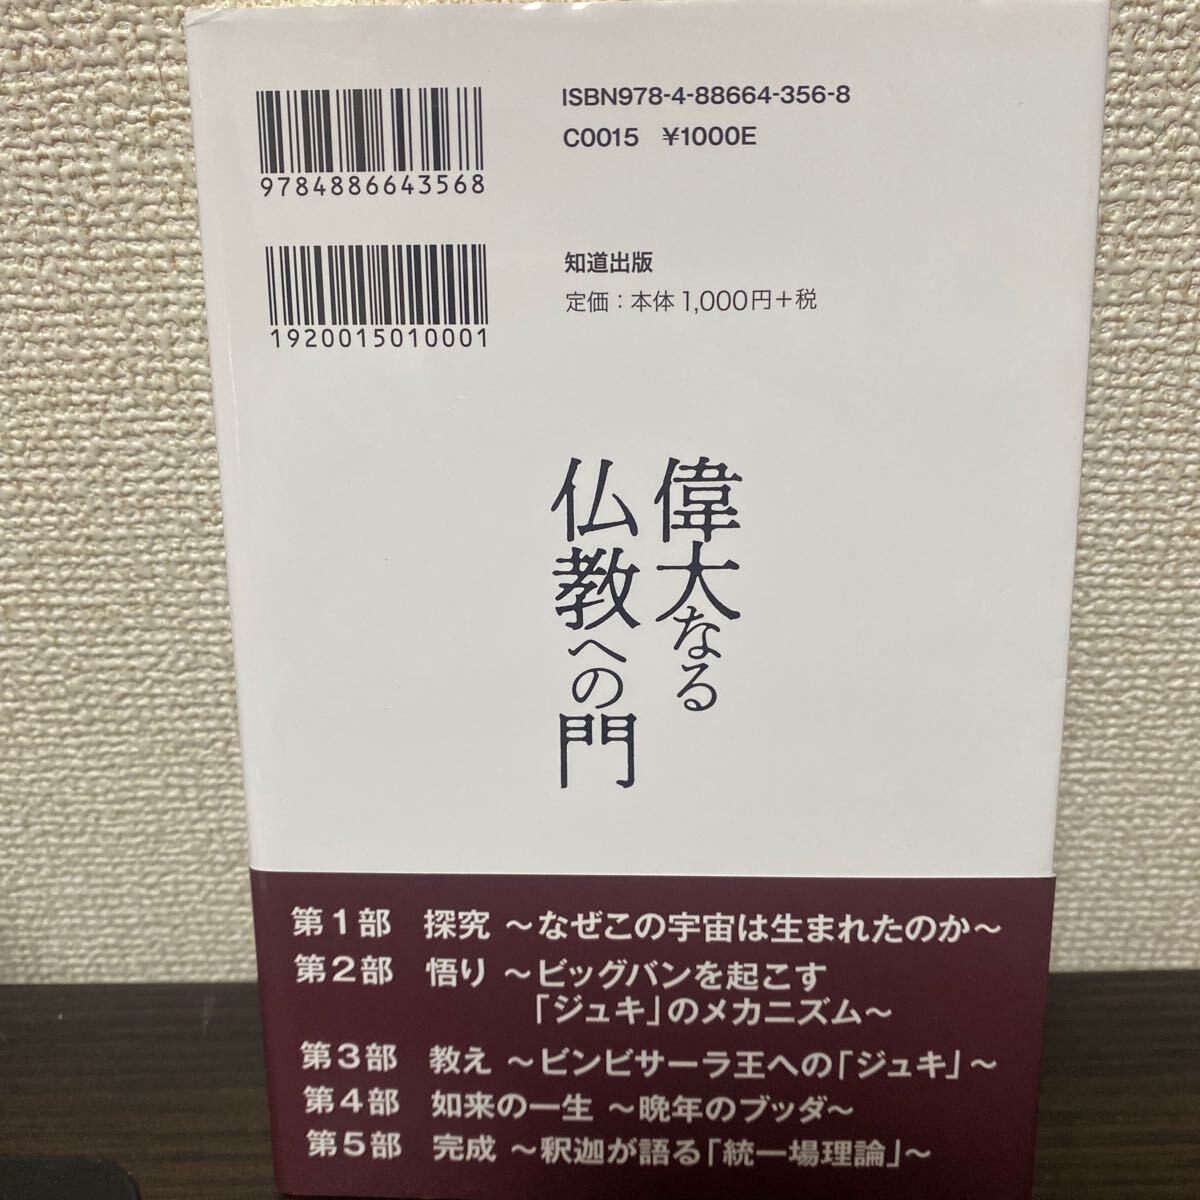 ISBN978-4-88664-356-8
C0015 ¥1000E
9784886643568
1920015010001
知道出版
定価：本体1,000円＋税
偉大なる
仏教への門
第1部 探究 ～なぜこの宇宙は生まれたのか～
第2部 悟り ～ビッグバンを起こす
「ジュキ」のメカニズム～
第3部 教え ～ビンビサーラ王への「ジュキ」～
第4部 如来の一生 ～晩年のブッダ～
第5部 完成 ～釈迦が語る「統一場理論」～